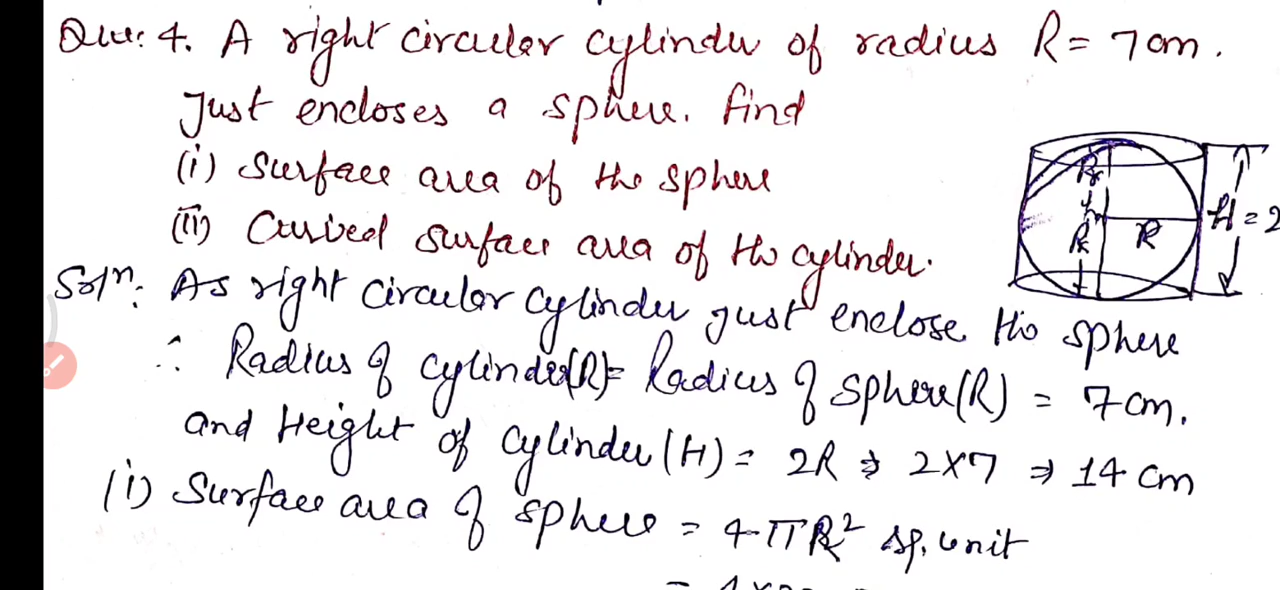 Que: 4. A right circular cylinder of radius R = 7cm.
Just encloses a sphere. find
(i) Surface area of the sphere
(ii) Curved surface area of the cylinder.
R
R
R
H = 2
Solⁿ: As right circular cylinder just enclose the sphere
∴ Radius of cylinder(R) = Radius of sphere(R) = 7cm.
and Height of cylinder(H) = 2R ⇒ 2×7 ⇒ 14 cm
(i) Surface area of sphere = 4πR² sq. unit